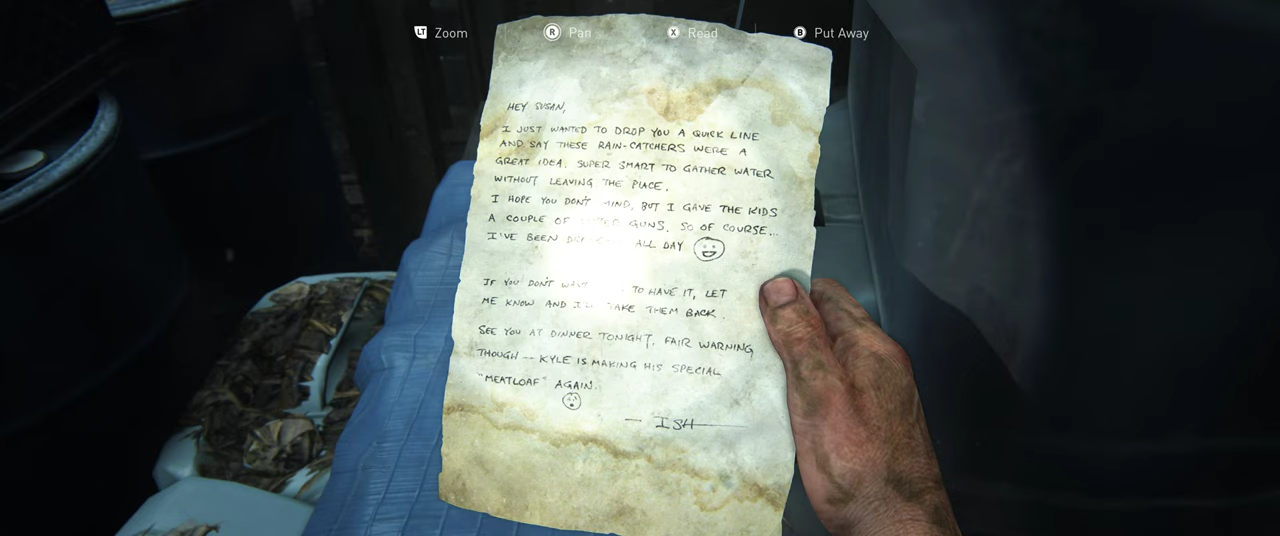 LT Zoom
R Pan
X Read
B Put Away
HEY SUSAN,
I JUST WANTED TO DROP YOU A QUICK LINE
AND SAY THESE RAIN-CATCHERS WERE A
GREAT IDEA. SUPER SMART TO GATHER WATER
WITHOUT LEAVING THE PLACE.
I HOPE YOU DON'T MIND, BUT I GAVE THE KIDS
A COUPLE OF GUNS. SO OF COURSE...
I'VE BEEN ALL DAY
IF YOU DON'T WANT TO HAVE IT, LET
ME KNOW AND I'LL TAKE THEM BACK.
SEE YOU AT DINNER TONIGHT, FAIR WARNING
THOUGH -- KYLE IS MAKING HIS SPECIAL
"MEATLOAF" AGAIN.
- ISH